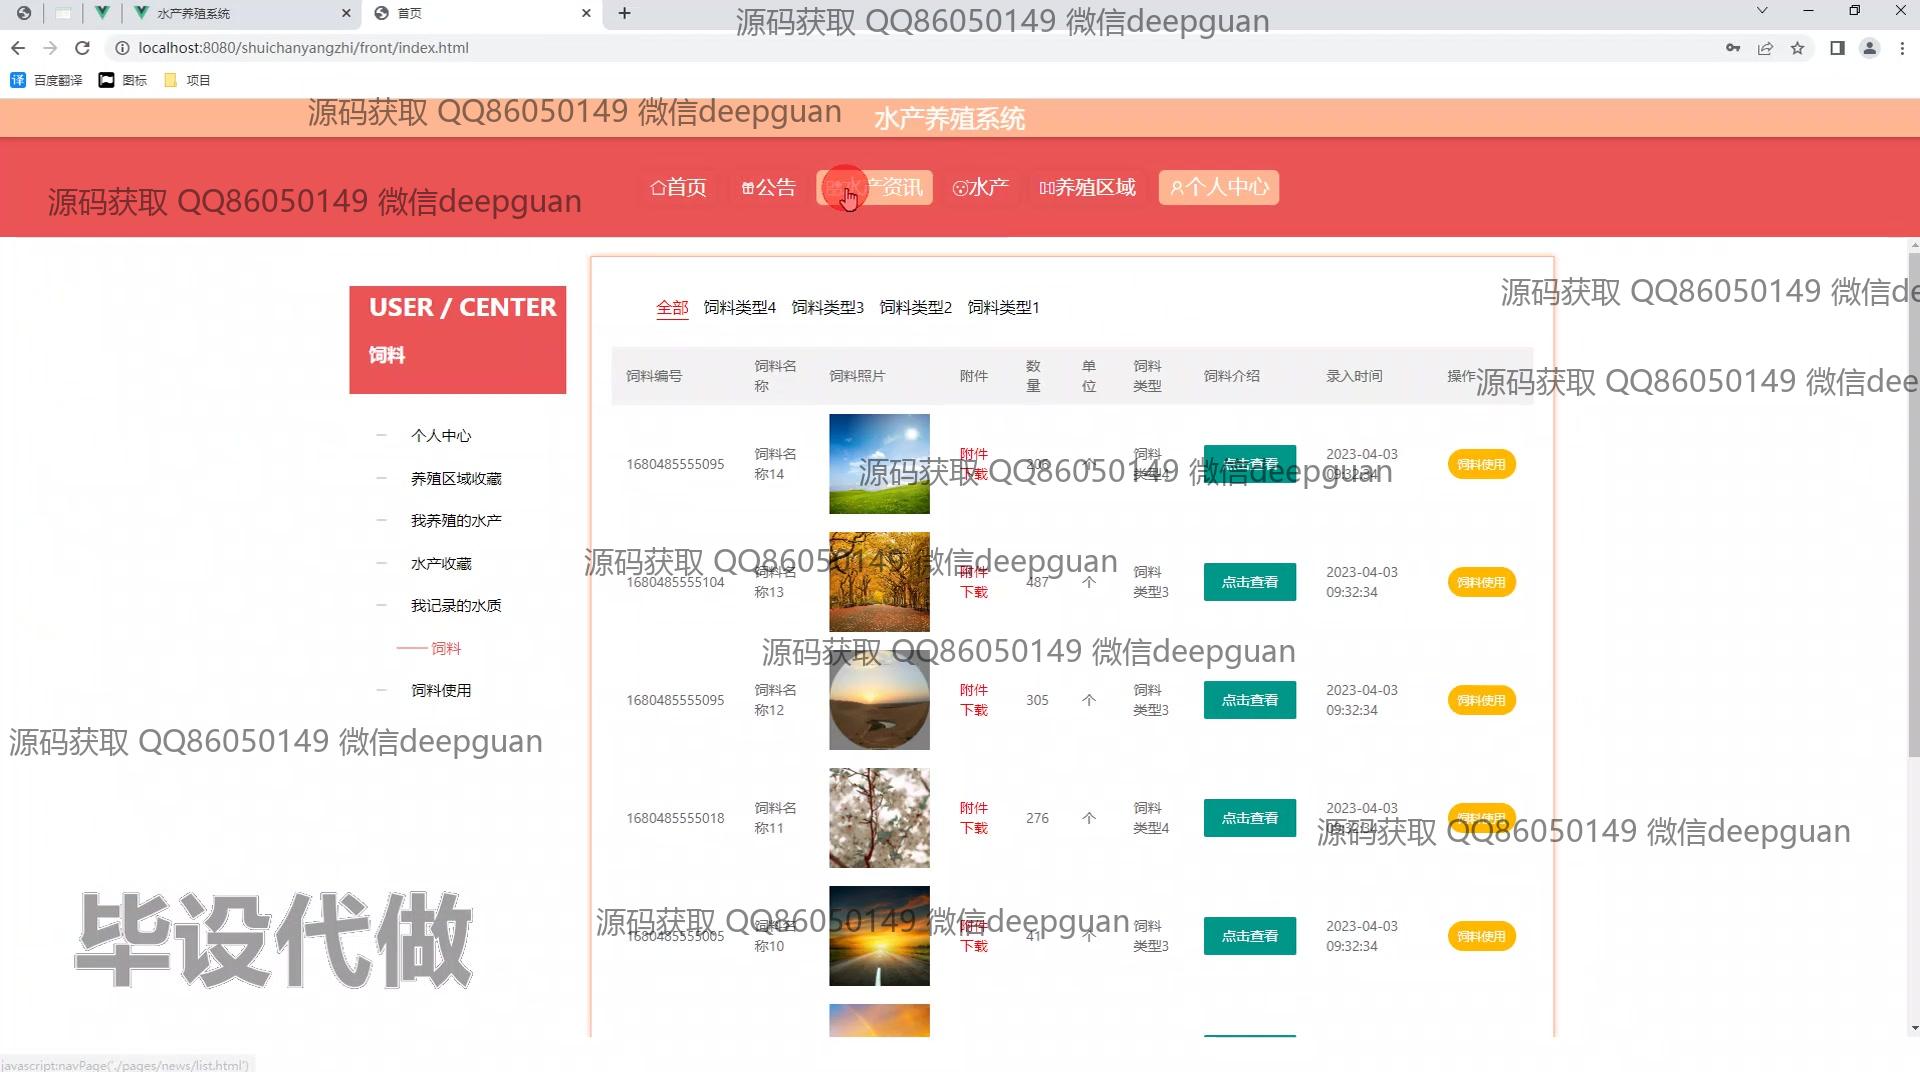 水产养殖系统
首页
源码获取 QQ86050149 微信deepguan
localhost:8080/shuichanyangzhi/front/index.html
百度翻译 图标 项目
源码获取 QQ86050149 微信deepguan
水产养殖系统
首页 公告 水产资讯 水产 养殖区域 个人中心
源码获取 QQ86050149 微信deepguan
源码获取 QQ86050149 微信de
USER / CENTER
饲料
个人中心
养殖区域收藏
我养殖的水产
水产收藏
我记录的水质
饲料
饲料使用
全部 饲料类型4 饲料类型3 饲料类型2 饲料类型1
饲料编号 饲料名称 饲料照片 附件 数量 单位 饲料类型 饲料介绍 录入时间 操作
源码获取 QQ86050149 微信dee
1680485555095 饲料名称14 附件下载 个 饲料类型4 点击查看 2023-04-03 09:32:34 饲料使用
源码获取 QQ86050149 微信deepguan
源码获取 QQ86050149 微信deepguan
1680485555104 饲料名称13 附件下载 487 个 饲料类型3 点击查看 2023-04-03 09:32:34 饲料使用
源码获取 QQ86050149 微信deepguan
1680485555095 饲料名称12 附件下载 305 个 饲料类型3 点击查看 2023-04-03 09:32:34 饲料使用
源码获取 QQ86050149 微信deepguan
1680485555018 饲料名称11 附件下载 276 个 饲料类型4 点击查看 2023-04-03 09:32:34 饲料使用
源码获取 QQ86050149 微信deepguan
源码获取 QQ86050149 微信deepguan
1680485555005 饲料名称10 附件下载 41 个 饲料类型3 点击查看 2023-04-03 09:32:34 饲料使用
毕设代做
javascript:navPage('./pages/news/list.html')